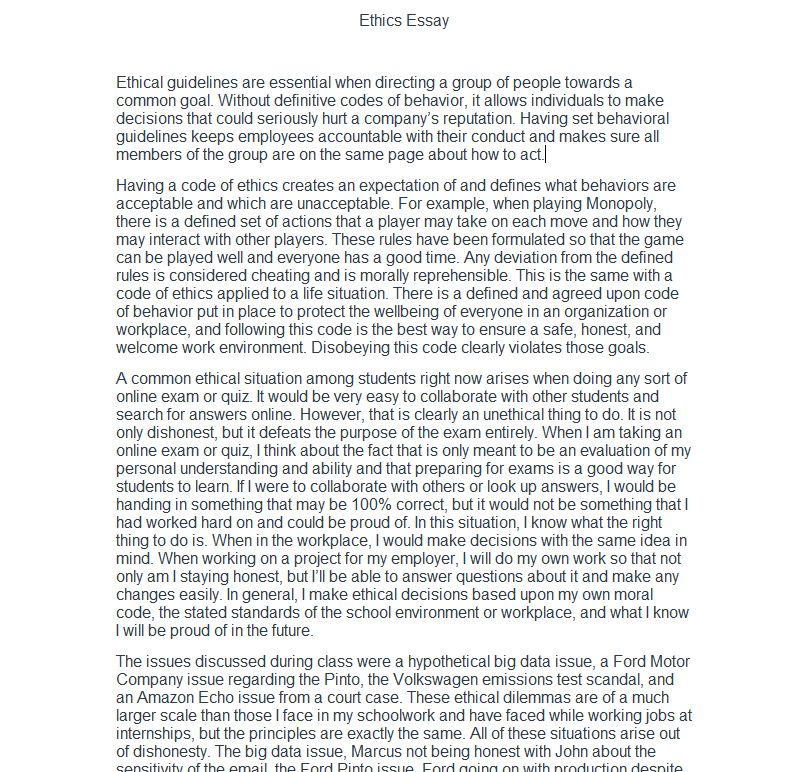 Ethics Essay
Ethical guidelines are essential when directing a group of people towards a
common goal. Without definitive codes of behavior, it allows individuals to make
decisions that could seriously hurt a company’s reputation. Having set behavioral
guidelines keeps employees accountable with their conduct and makes sure all
members of the group are on the same page about how to act.
Having a code of ethics creates an expectation of and defines what behaviors are
acceptable and which are unacceptable. For example, when playing Monopoly,
there is a defined set of actions that a player may take on each move and how they
may interact with other players. These rules have been formulated so that the game
can be played well and everyone has a good time. Any deviation from the defined
rules is considered cheating and is morally reprehensible. This is the same with a
code of ethics applied to a life situation. There is a defined and agreed upon code
of behavior put in place to protect the wellbeing of everyone in an organization or
workplace, and following this code is the best way to ensure a safe, honest, and
welcome work environment. Disobeying this code clearly violates those goals.
A common ethical situation among students right now arises when doing any sort of
online exam or quiz. It would be very easy to collaborate with other students and
search for answers online. However, that is clearly an unethical thing to do. It is not
only dishonest, but it defeats the purpose of the exam entirely. When I am taking an
online exam or quiz, I think about the fact that is only meant to be an evaluation of my
personal understanding and ability and that preparing for exams is a good way for
students to learn. If I were to collaborate with others or look up answers, I would be
handing in something that may be 100% correct, but it would not be something that I
had worked hard on and could be proud of. In this situation, I know what the right
thing to do is. When in the workplace, I would make decisions with the same idea in
mind. When working on a project for my employer, I will do my own work so that not
only am I staying honest, but I’ll be able to answer questions about it and make any
changes easily. In general, I make ethical decisions based upon my own moral
code, the stated standards of the school environment or workplace, and what I know
I will be proud of in the future.
The issues discussed during class were a hypothetical big data issue, a Ford Motor
Company issue regarding the Pinto, the Volkswagen emissions test scandal, and
an Amazon Echo issue from a court case. These ethical dilemmas are of a much
larger scale than those I face in my schoolwork and have faced while working jobs at
internships, but the principles are exactly the same. All of these situations arise out
of dishonesty. The big data issue, Marcus not being honest with John about the
sensitivity of the email, the Ford Pinto issue, Ford going on with production despite